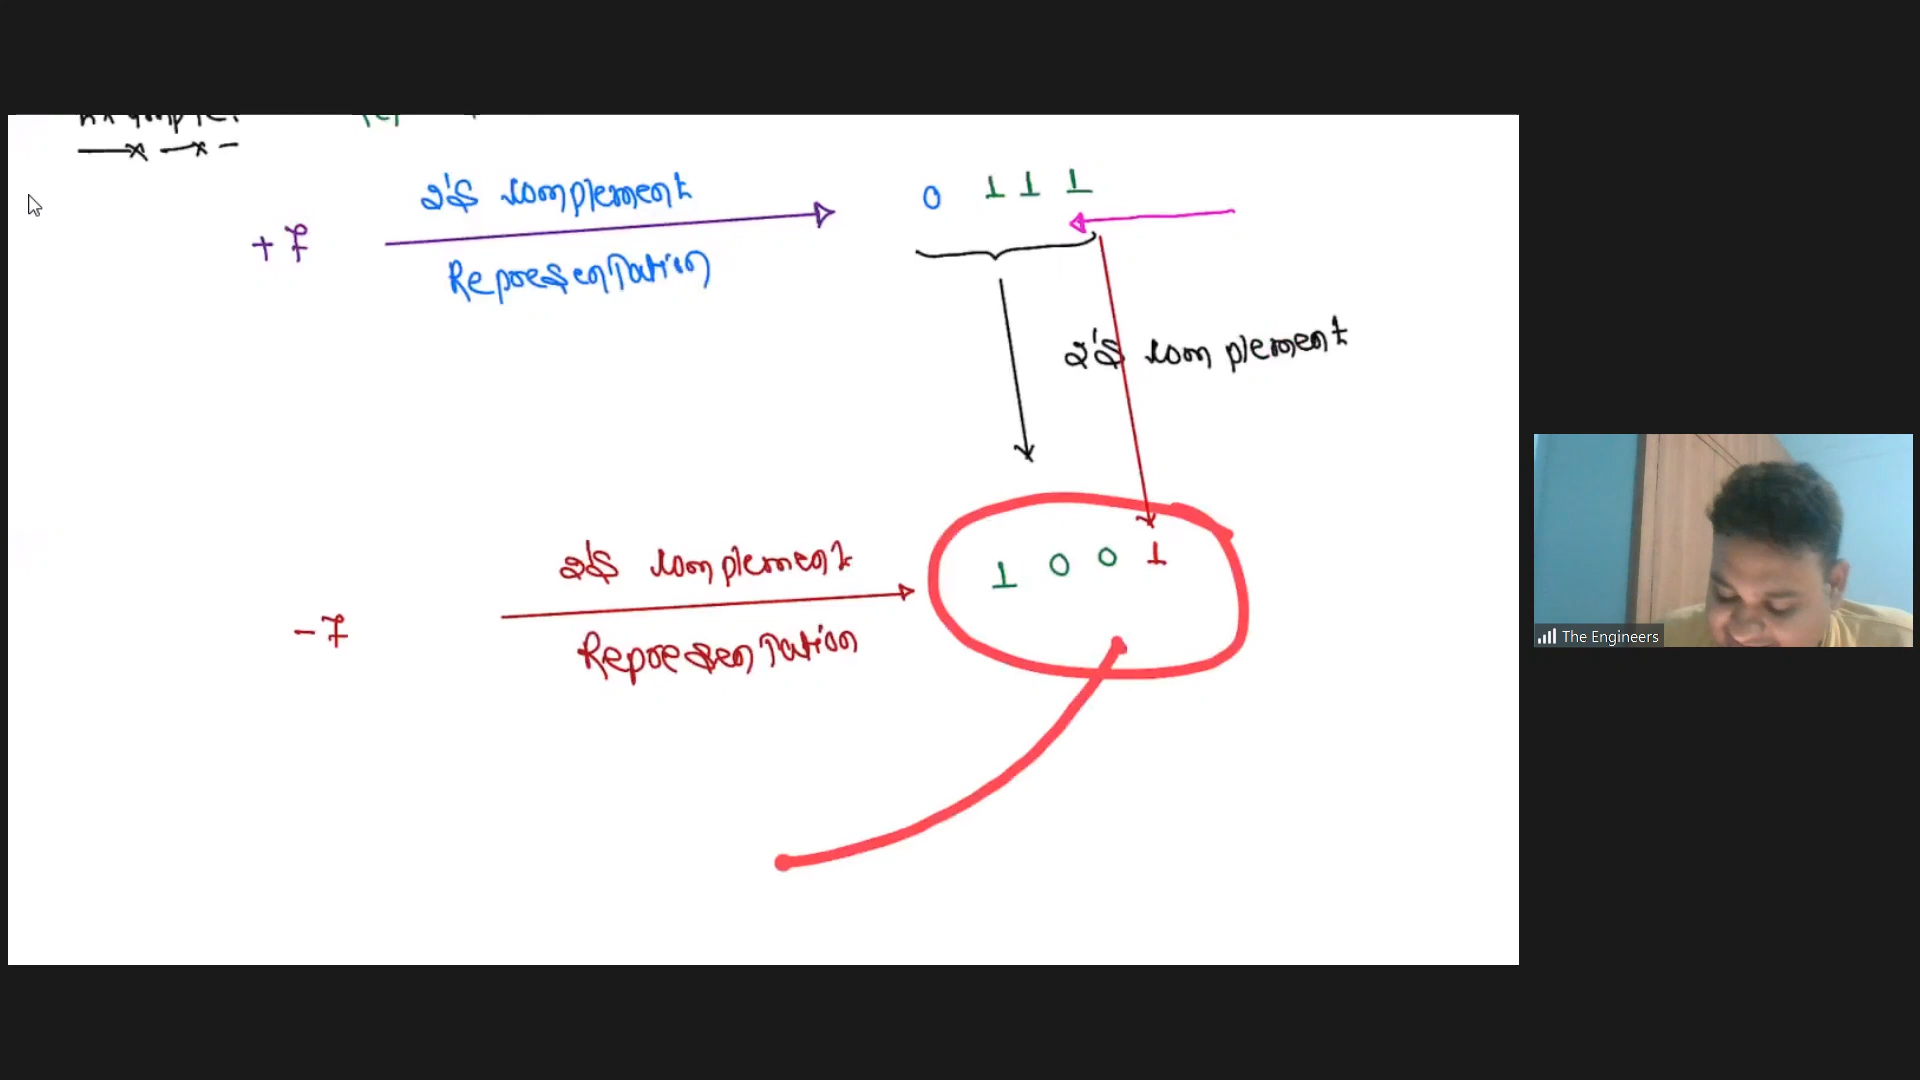 2's complement
+7
0 1 1 1
Representation
2's complement
2's complement
1 0 0 1
-7
Representation
The Engineers